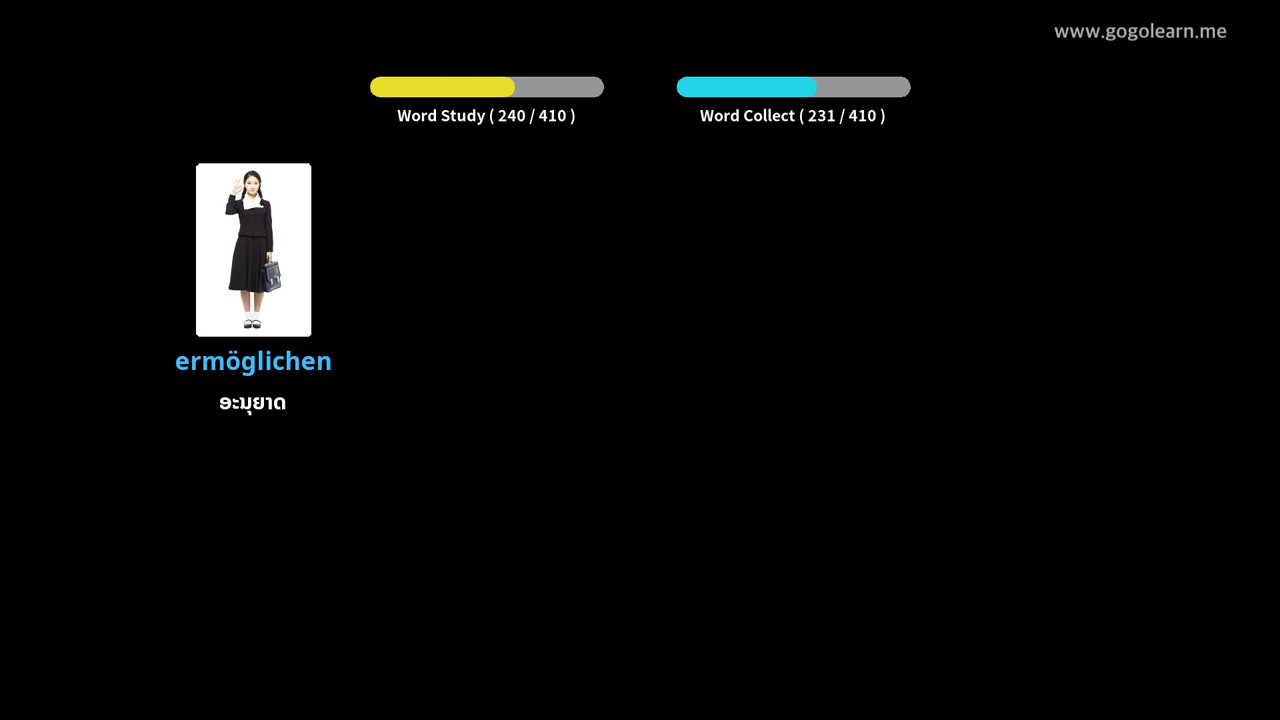 www.gogolearn.me
Word Study ( 240 / 410 )
Word Collect ( 231 / 410 )
ermöglichen
ອະນຸຍາດ